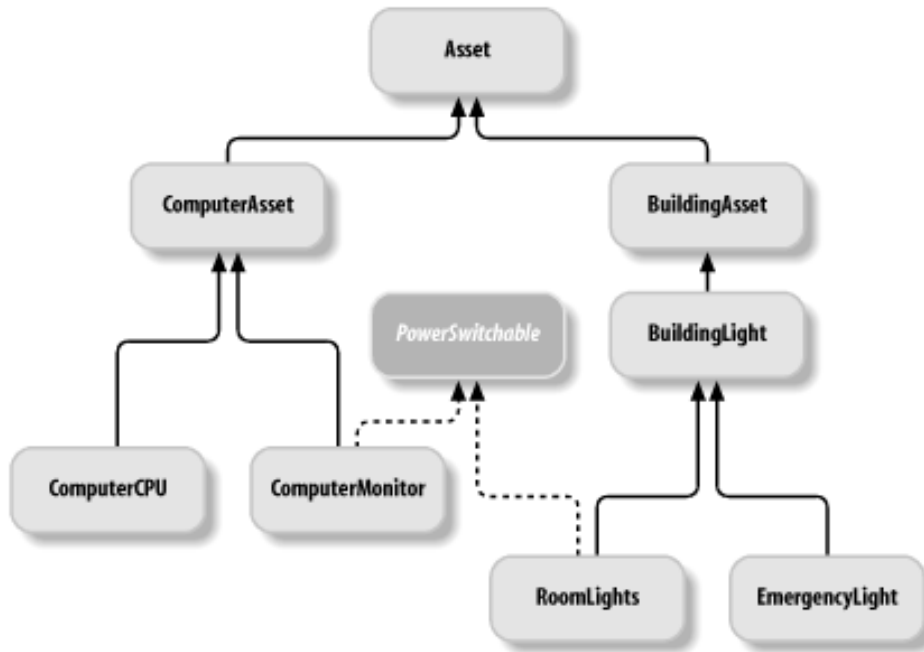 Asset
ComputerAsset
BuildingAsset
PowerSwitchable
BuildingLight
ComputerCPU
ComputerMonitor
RoomLights
EmergencyLight